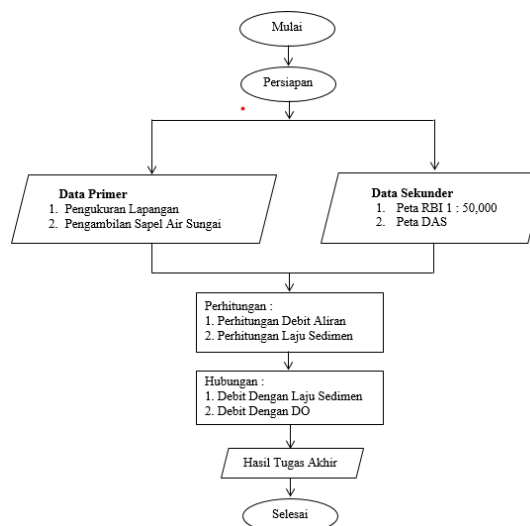 Mulai
Persiapan
Data Primer
1. Pengukuran Lapangan
2. Pengambilan Sapel Air Sungai
Data Sekunder
1. Peta RBI 1 : 50,000
2. Peta DAS
Perhitungan :
1. Perhitungan Debit Aliran
2. Perhitungan Laju Sedimen
Hubungan :
1. Debit Dengan Laju Sedimen
2. Debit Dengan DO
Hasil Tugas Akhir
Selesai